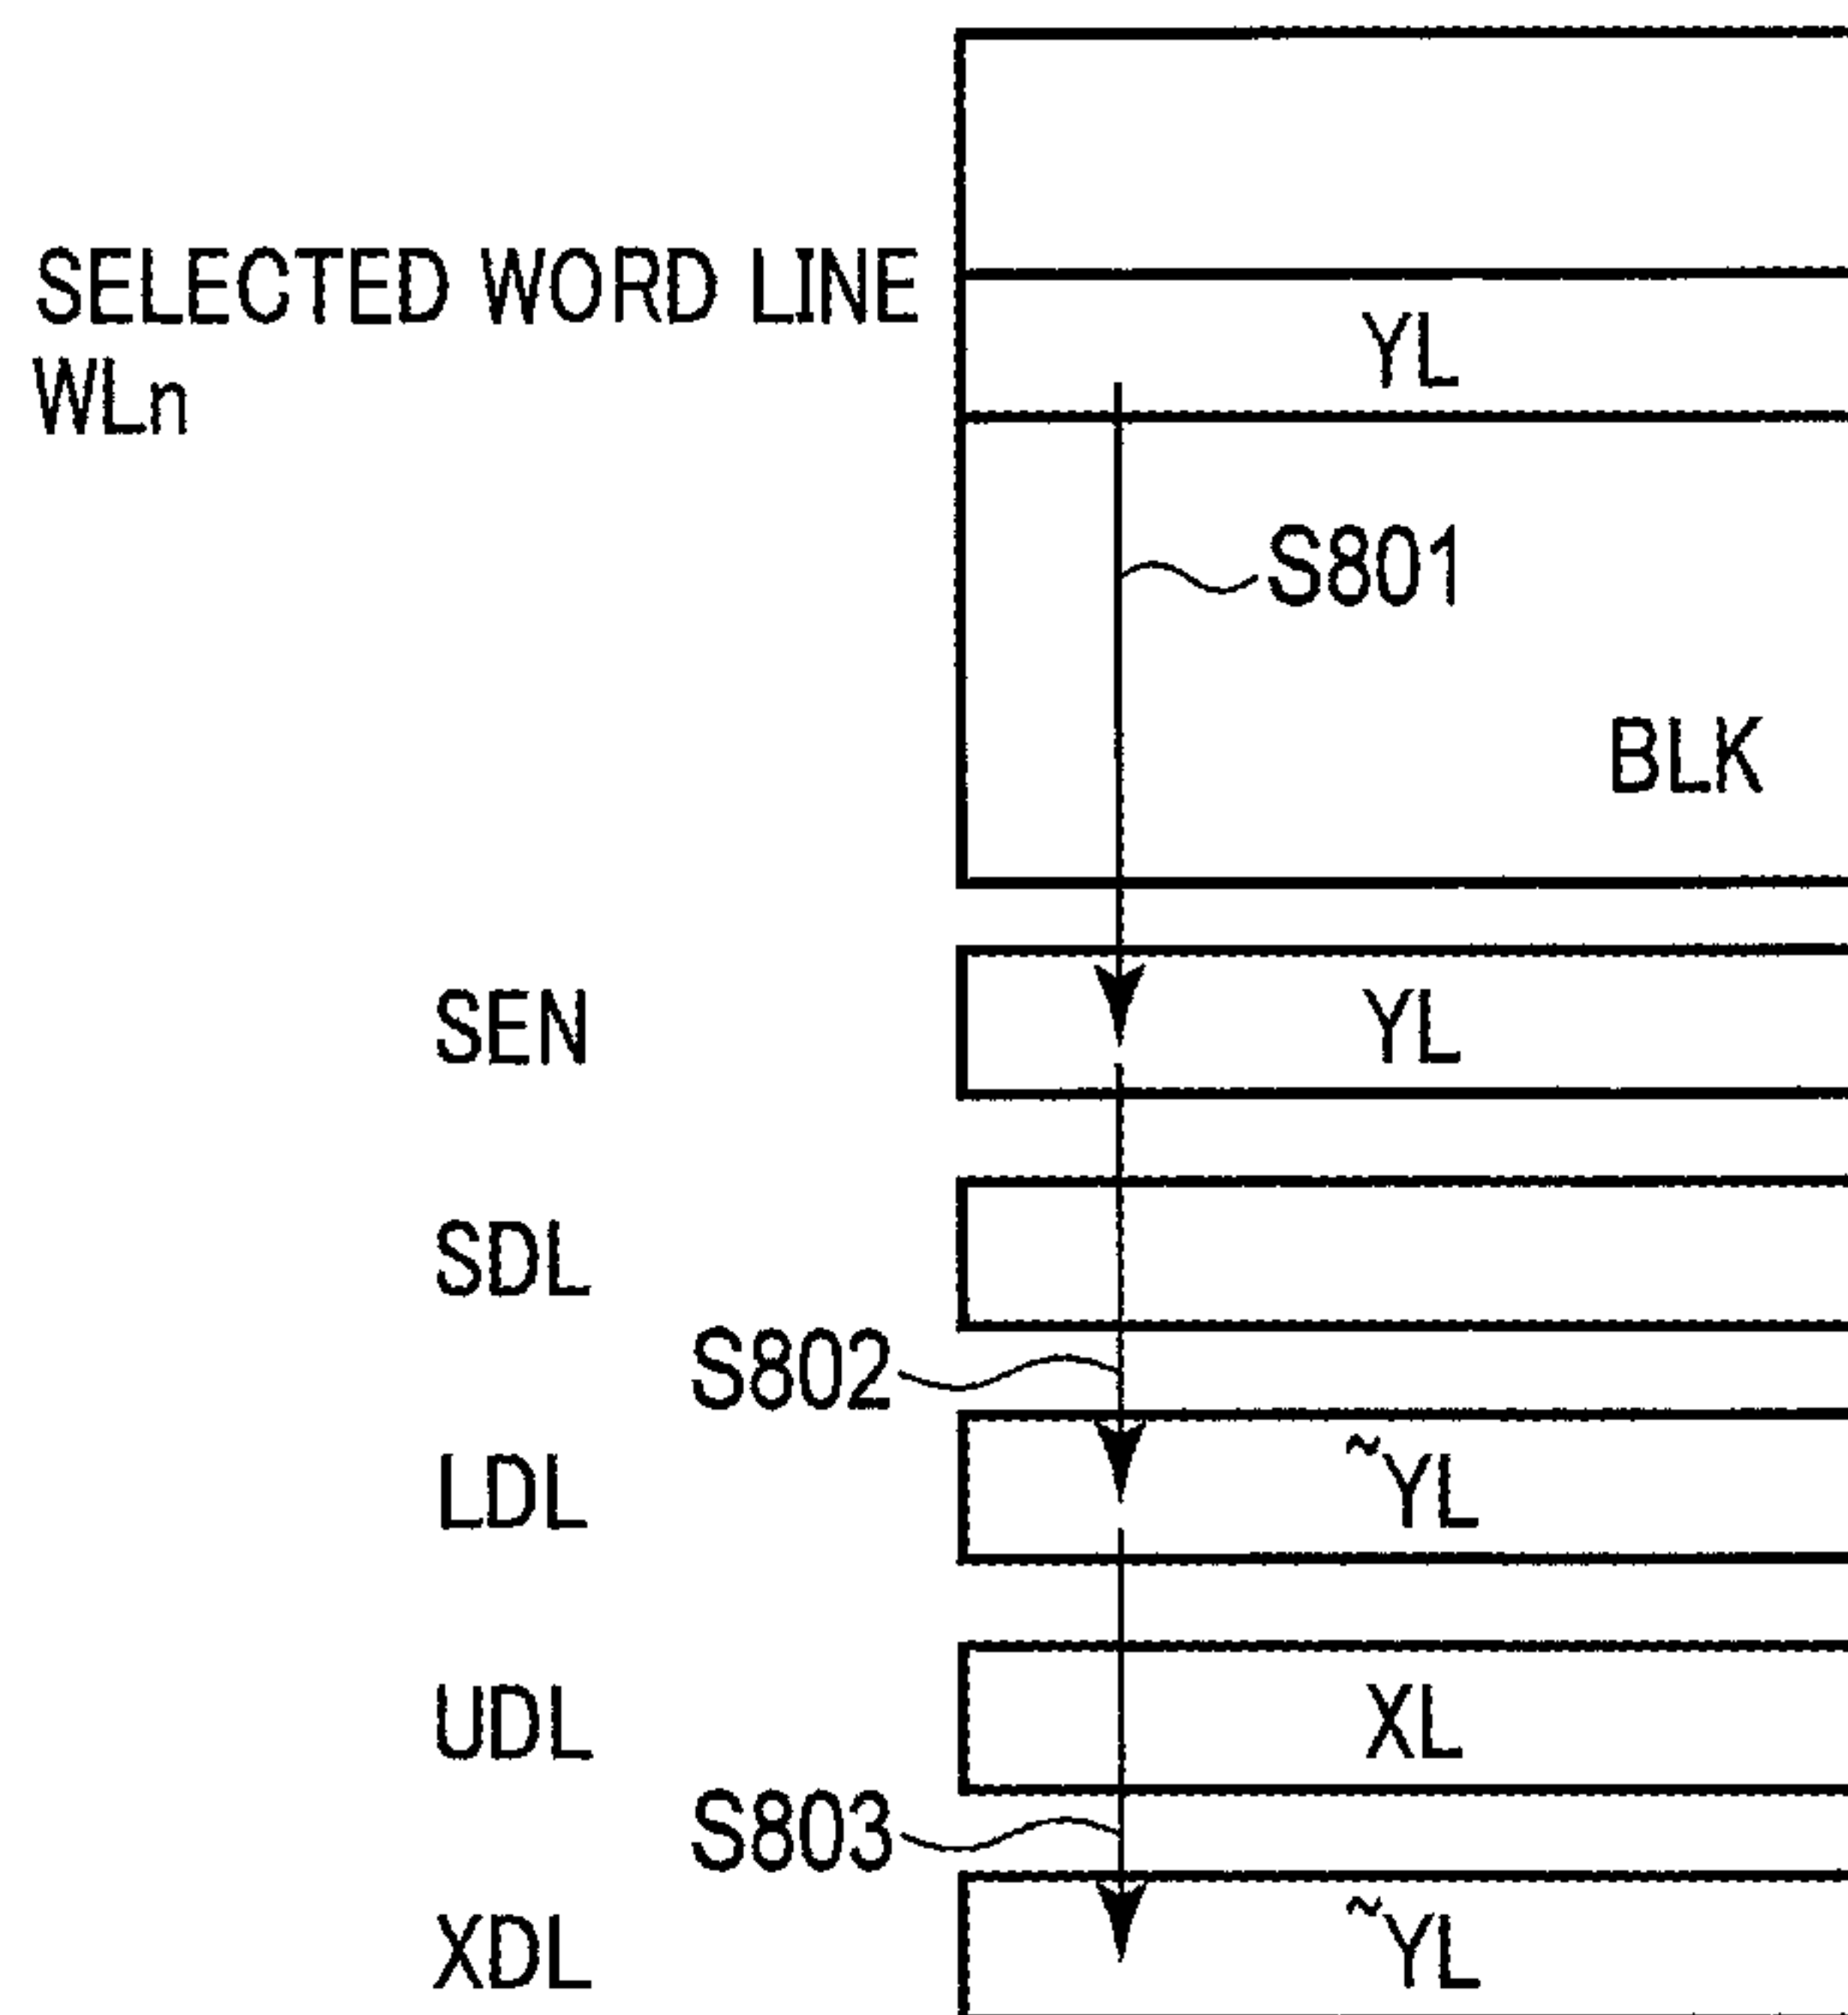 SELECTED WORD LINE
WLn
YL
S801
BLK
SEN
YL
SDL
S802
LDL
~YL
UDL
XL
S803
XDL
~YL